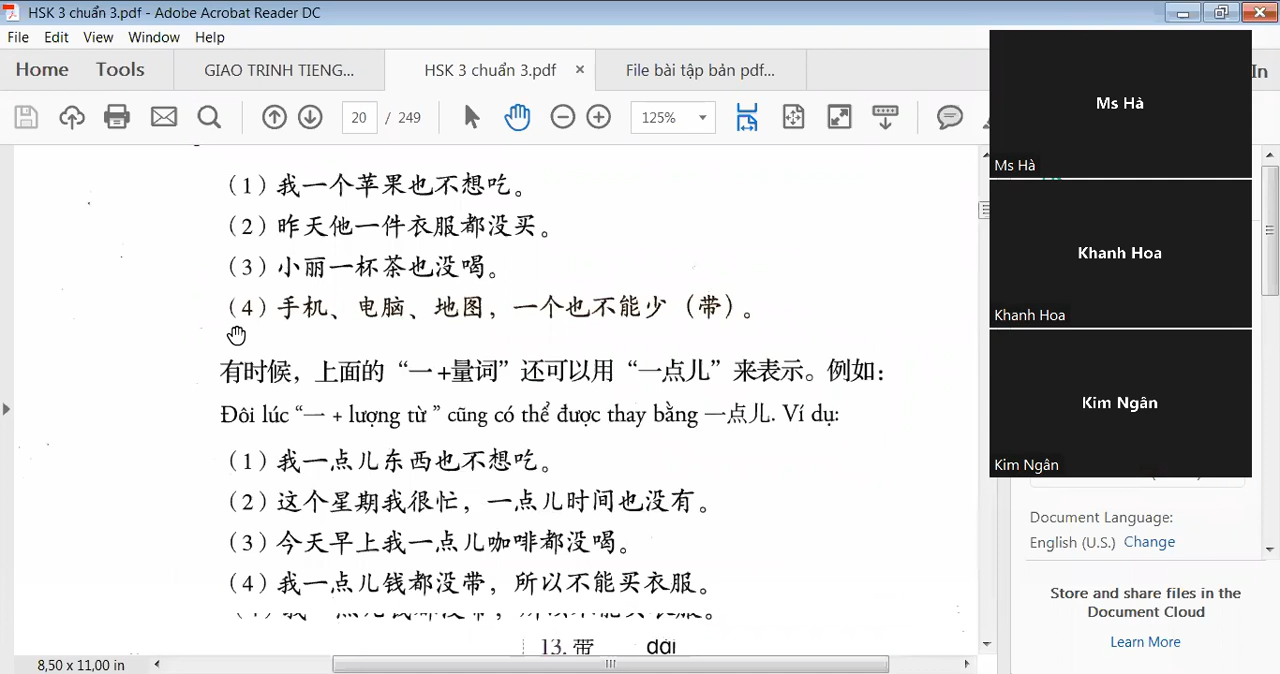 HSK 3 chuẩn 3.pdf - Adobe Acrobat Reader DC
File Edit View Window Help
Home Tools GIAO TRINH TIENG... HSK 3 chuẩn 3.pdf × File bài tập bản pdf... In
20 / 249 125%
Ms Hà
Ms Hà
Khanh Hoa
Khanh Hoa
Kim Ngân
Kim Ngân
（1）我一个苹果也不想吃。
（2）昨天他一件衣服都没买。
（3）小丽一杯茶也没喝。
（4）手机、电脑、地图，一个也不能少（带）。
有时候，上面的“一+量词”还可以用“一点儿”来表示。例如：
Đôi lúc “一 + lượng từ ” cũng có thể được thay bằng 一点儿. Ví dụ:
（1）我一点儿东西也不想吃。
（2）这个星期我很忙，一点儿时间也没有。
（3）今天早上我一点儿咖啡都没喝。
（4）我一点儿钱都没带，所以不能买衣服。
13. 带 dài
8,50 x 11,00 in
Document Language:
English (U.S.) Change
Store and share files in the
Document Cloud
Learn More